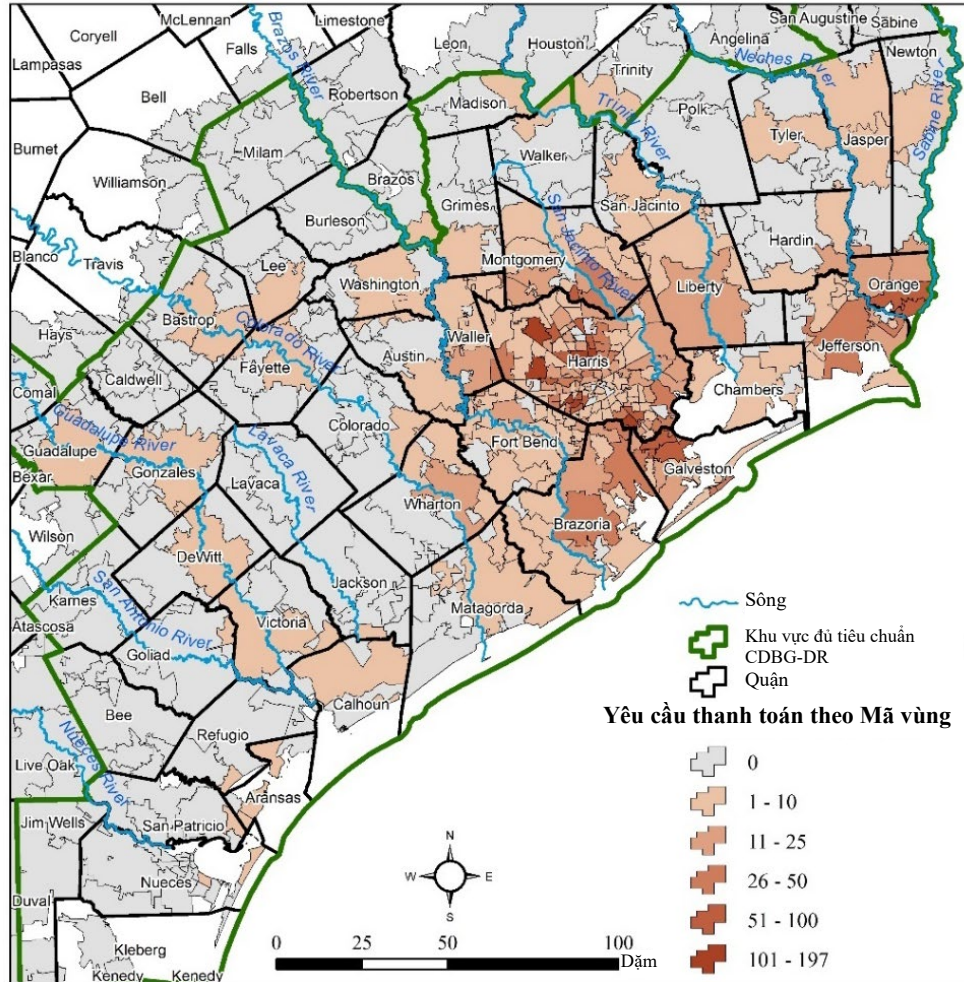 Coryell
McLennan
Limestone
Falls
Leon
Houston
Angelina
San Augustine
Sabine
Newton
Lampasas
Bell
Brazos River
Robertson
Madison
Trinity
Neches River
Trinity River
Polk
Sabine River
Burnet
Milam
Walker
Tyler
Jasper
Williamson
Brazos
Grimes
San Jacinto
Burleson
San Jacinto River
Hardin
Blanco
Travis
Lee
Washington
Montgomery
Liberty
Orange
Bastrop
Colorado River
Waller
Harris
Jefferson
Hays
Fayette
Austin
Chambers
Caldwell
Comal
Guadalupe River
Colorado
Fort Bend
Guadalupe
Lavaca River
Galveston
Bexar
Gonzales
Lavaca
Wharton
Brazoria
Wilson
DeWitt
San Antonio River
Jackson
Matagorda
Karnes
Victoria
Atascosa
Goliad
Calhoun
Bee
Refugio
Nueces River
Live Oak
Aransas
Jim Wells
San Patricio
Nueces
Duval
Kleberg
Kenedy
Kenedy
Sông
Khu vực đủ tiêu chuẩn
CDBG-DR
Quận
Yêu cầu thanh toán theo Mã vùng
0
1 - 10
11 - 25
26 - 50
51 - 100
101 - 197
N
W
E
S
0
25
50
100
Dặm